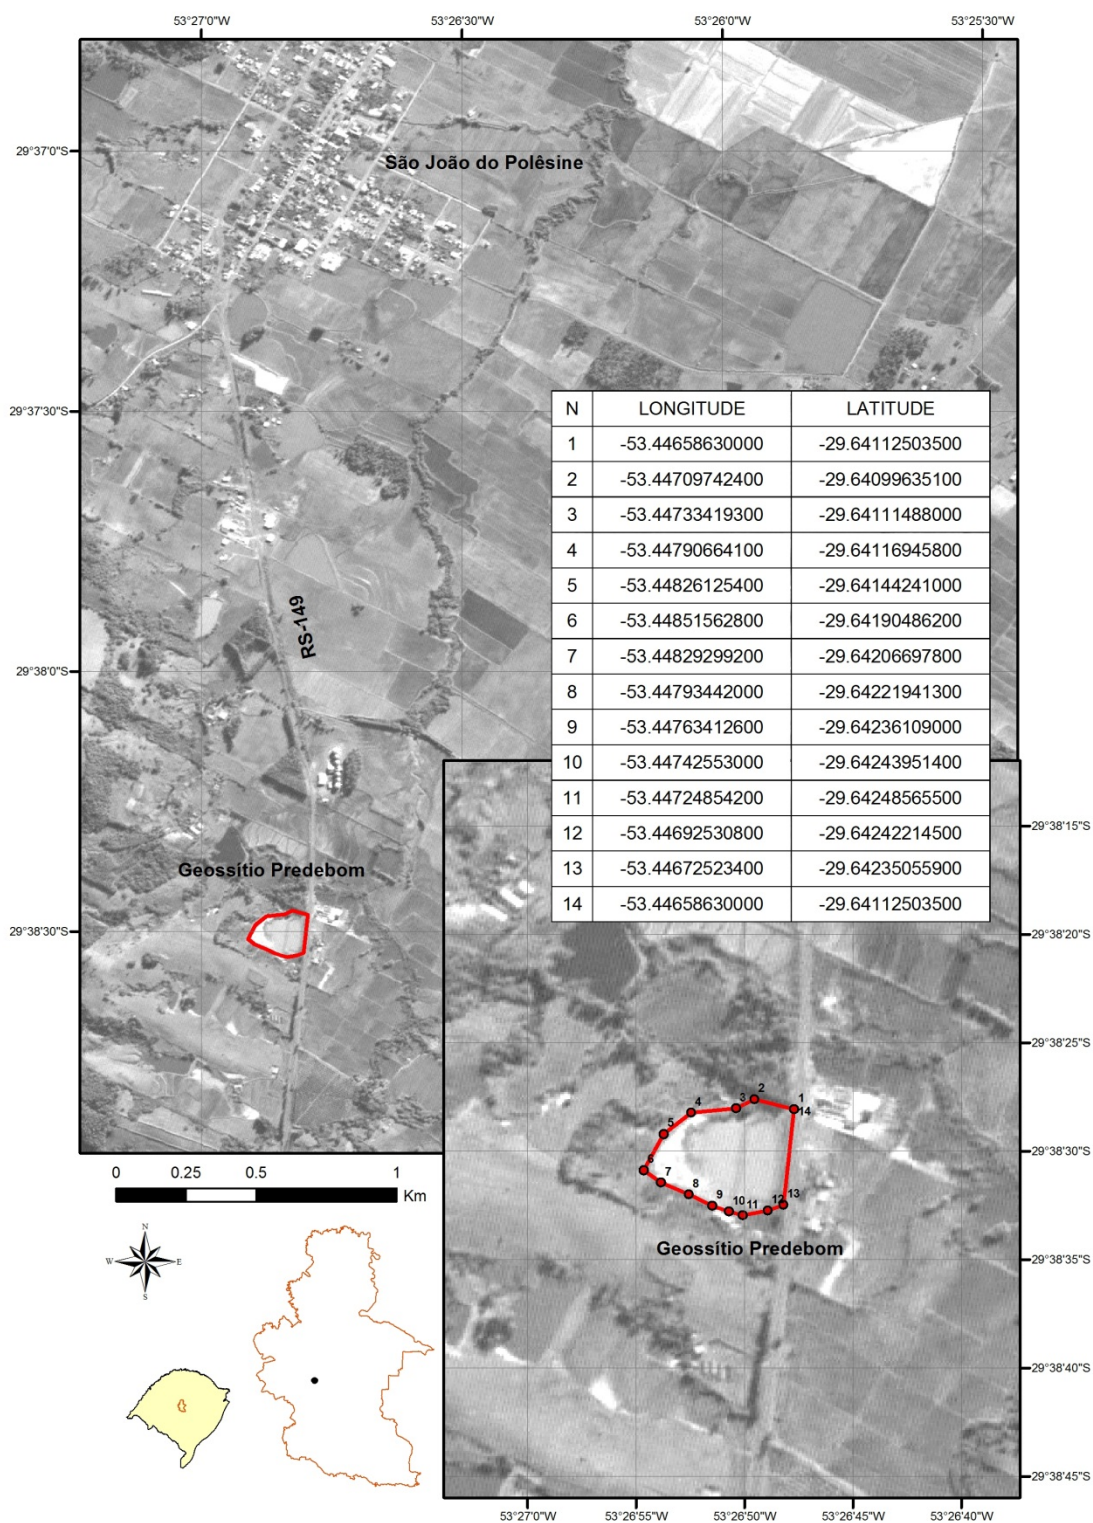 53°27'0"W 53°26'30"W 53°26'0"W 53°25'30"W
29°37'0"S
São João do Polêsine
29°37'30"S
N LONGITUDE LATITUDE
1 -53.44658630000 -29.64112503500
2 -53.44709742400 -29.64099635100
3 -53.44733419300 -29.64111488000
4 -53.44790664100 -29.64116945800
5 -53.44826125400 -29.64144241000
6 -53.44851562800 -29.64190486200
7 -53.44829299200 -29.64206697800
8 -53.44793442000 -29.64221941300
9 -53.44763412600 -29.64236109000
10 -53.44742553000 -29.64243951400
11 -53.44724854200 -29.64248565500
12 -53.44692530800 -29.64242214500
13 -53.44672523400 -29.64235055900
14 -53.44658630000 -29.64112503500
RS-149
29°38'0"S
29°38'15"S
Geossítio Predebom
29°38'30"S
29°38'20"S
29°38'25"S
1
2
3
4
5
6
7
8
9
10
11
12
13
14
29°38'30"S
Geossítio Predebom
29°38'35"S
29°38'40"S
29°38'45"S
0 0.25 0.5 1
Km
N
W E
S
53°27'0"W 53°26'55"W 53°26'50"W 53°26'45"W 53°26'40"W